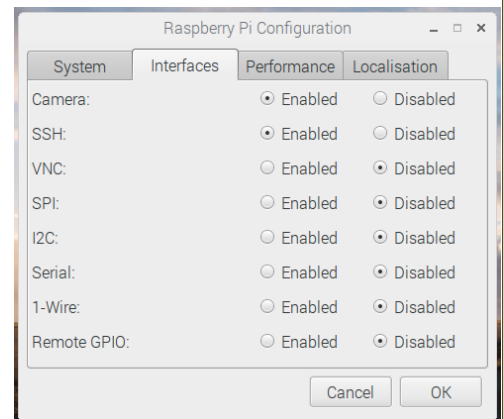 Raspberry Pi Configuration
System Interfaces Performance Localisation
Camera: Enabled Disabled
SSH: Enabled Disabled
VNC: Enabled Disabled
SPI: Enabled Disabled
I2C: Enabled Disabled
Serial: Enabled Disabled
1-Wire: Enabled Disabled
Remote GPIO: Enabled Disabled
Cancel OK